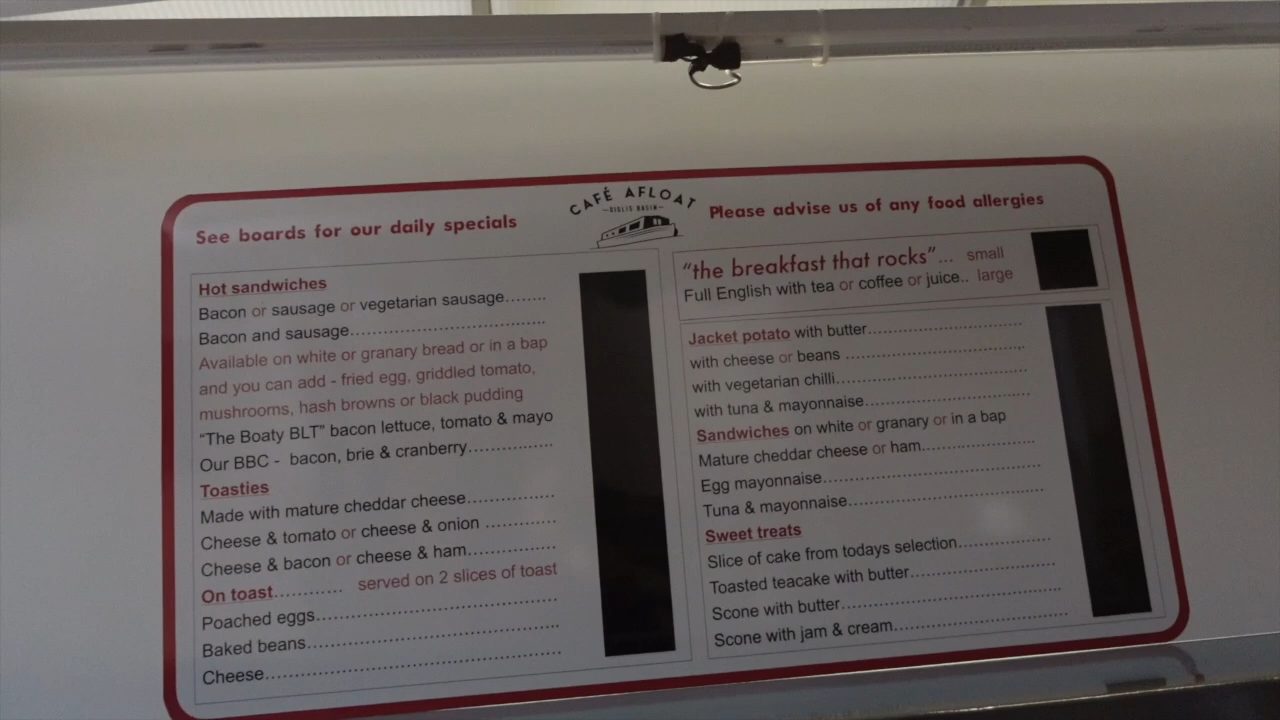 See boards for our daily specials
CAFÉ AFLOAT
–DIGLIS BASIN–
Please advise us of any food allergies
Hot sandwiches
Bacon or sausage or vegetarian sausage........
Bacon and sausage.............................................
Available on white or granary bread or in a bap
and you can add - fried egg, griddled tomato,
mushrooms, hash browns or black pudding
“The Boaty BLT” bacon lettuce, tomato & mayo
Our BBC - bacon, brie & cranberry.................
Toasties
Made with mature cheddar cheese.................
Cheese & tomato or cheese & onion ..............
Cheese & bacon or cheese & ham..................
On toast............ served on 2 slices of toast
Poached eggs................................................
Baked beans..................................................
Cheese...........................................................
“the breakfast that rocks”... small
Full English with tea or coffee or juice.. large
Jacket potato with butter..............................
with cheese or beans ...................................
with vegetarian chilli.....................................
with tuna & mayonnaise................................
Sandwiches on white or granary or in a bap
Mature cheddar cheese or ham.....................
Egg mayonnaise...........................................
Tuna & mayonnaise......................................
Sweet treats
Slice of cake from todays selection.................
Toasted teacake with butter...........................
Scone with butter..........................................
Scone with jam & cream.................................